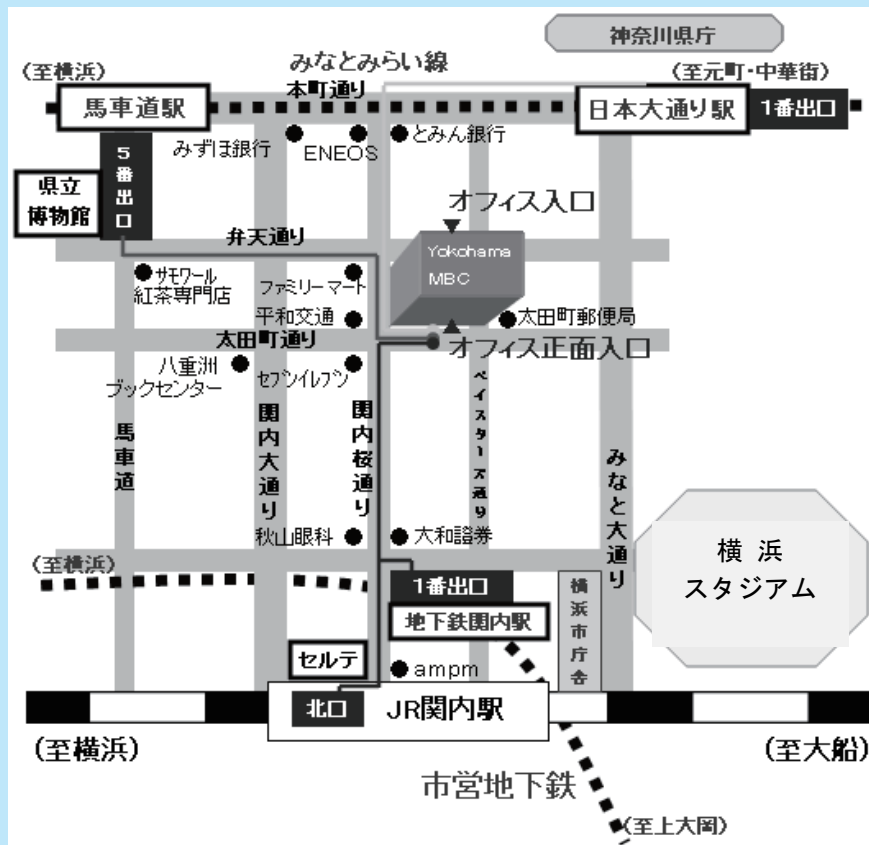 神奈川県庁
みなとみらい線
(至横浜)
本町通り
(至元町・中華街)
馬車道駅
日本大通り駅
1番出口
みずほ銀行
ENEOS
とみん銀行
5番出口
県立
博物館
オフィス入口
弁天通り
Yokohama
MBC
サモワール
紅茶専門店
ファミリーマート
平和交通
太田町郵便局
太田町通り
オフィス正面入口
八重洲
ブックセンター
セブンイレブン
馬車道
関内大通り
関内桜通り
ベイスターズ通り
みなと大通り
秋山眼科
大和證券
横浜
スタジアム
(至横浜)
1番出口
地下鉄関内駅
横浜市庁舎
セルテ
ampm
北口
JR関内駅
(至横浜)
(至大船)
市営地下鉄
(至上大岡)